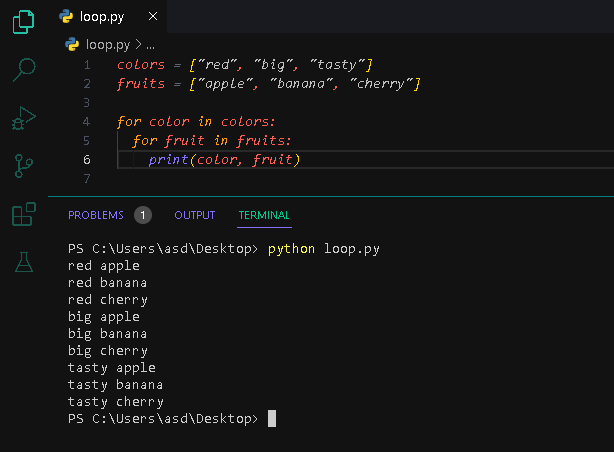 loop.py
loop.py > ...
1 colors = ["red", "big", "tasty"]
2 fruits = ["apple", "banana", "cherry"]
3
4 for color in colors:
5   for fruit in fruits:
6     print(color, fruit)
7
PROBLEMS 1 OUTPUT TERMINAL
PS C:\Users\asd\Desktop> python loop.py
red apple
red banana
red cherry
big apple
big banana
big cherry
tasty apple
tasty banana
tasty cherry
PS C:\Users\asd\Desktop>